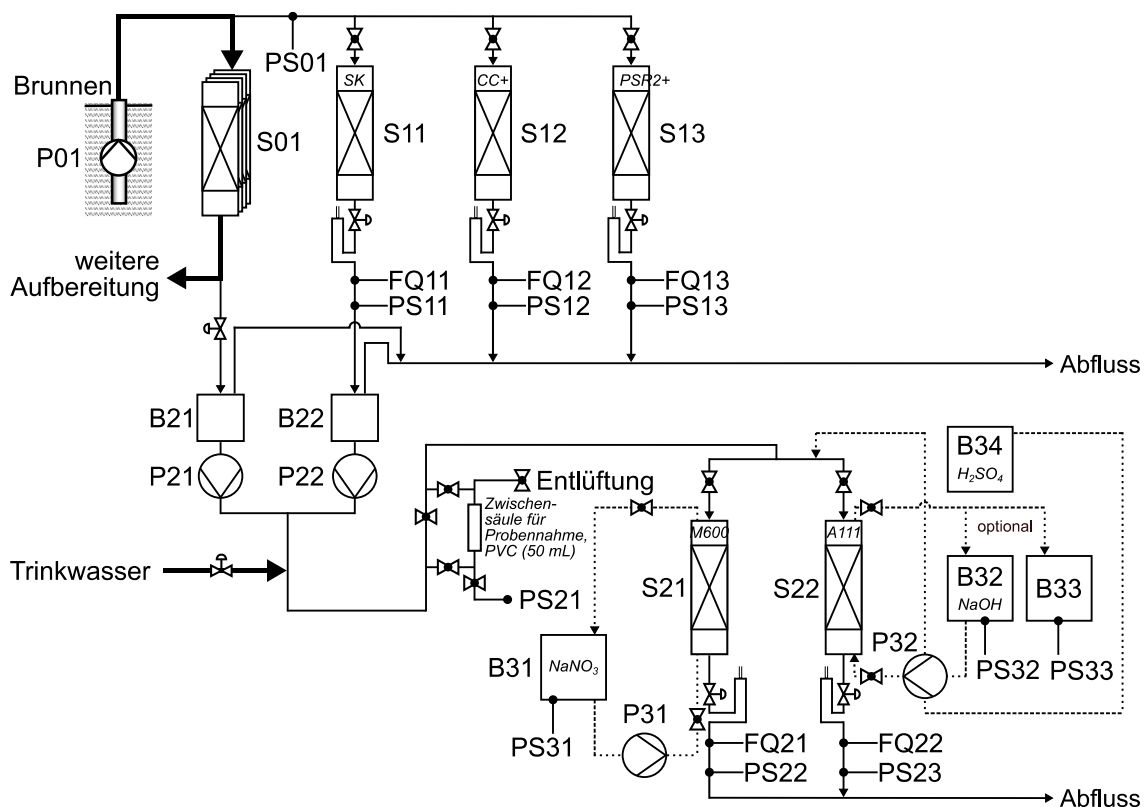 PS01
Brunnen
SK
CC+
PSR2+
S01
S11
S12
S13
P01
weitere
Aufbereitung
FQ11
FQ12
FQ13
PS11
PS12
PS13
Abfluss
B21
B22
P21
P22
Entlüftung
Zwischen-
säule für
Probennahme,
PVC (50 mL)
B34
H₂SO₄
optional
M600
A111
Trinkwasser
S21
S22
B32
NaOH
B33
PS21
P32
B31
NaNO₃
PS32
PS33
P31
PS31
FQ21
FQ22
PS22
PS23
Abfluss